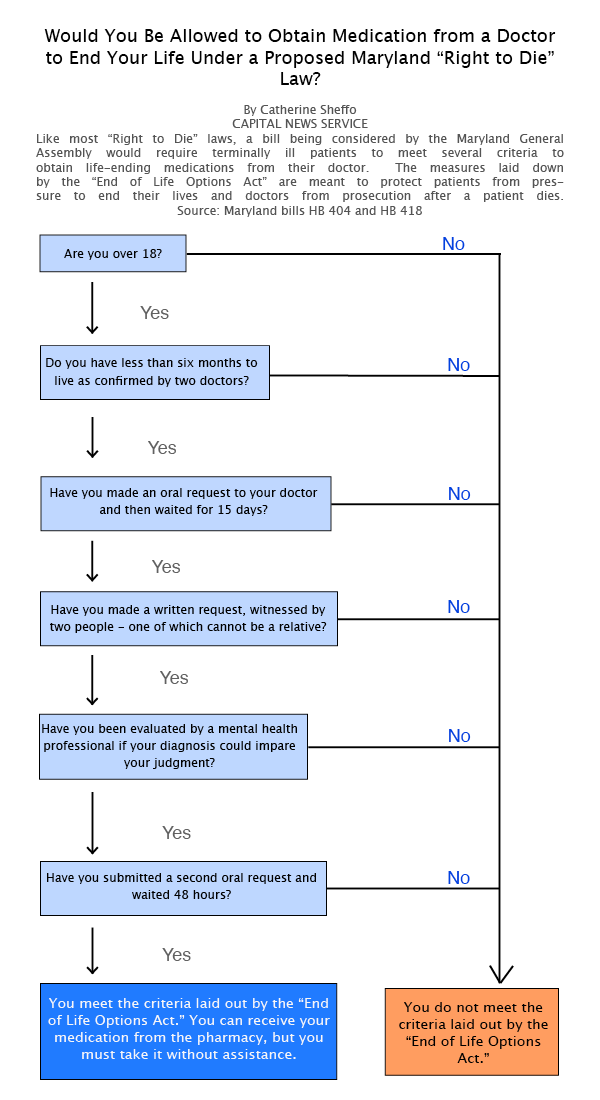 Would You Be Allowed to Obtain Medication from a Doctor
to End Your Life Under a Proposed Maryland “Right to Die”
Law?
By Catherine Sheffo
CAPITAL NEWS SERVICE
Like most “Right to Die” laws, a bill being considered by the Maryland General
Assembly would require terminally ill patients to meet several criteria to
obtain life-ending medications from their doctor. The measures laid down
by the “End of Life Options Act” are meant to protect patients from pres-
sure to end their lives and doctors from prosecution after a patient dies.
Source: Maryland bills HB 404 and HB 418
Are you over 18?
No
Yes
Do you have less than six months to
live as confirmed by two doctors?
No
Yes
Have you made an oral request to your doctor
and then waited for 15 days?
No
Yes
Have you made a written request, witnessed by
two people - one of which cannot be a relative?
No
Yes
Have you been evaluated by a mental health
professional if your diagnosis could impare
your judgment?
No
Yes
Have you submitted a second oral request and
waited 48 hours?
No
Yes
You meet the criteria laid out by the “End
of Life Options Act.” You can receive your
medication from the pharmacy, but you
must take it without assistance.
You do not meet the
criteria laid out by the
“End of Life Options
Act.”